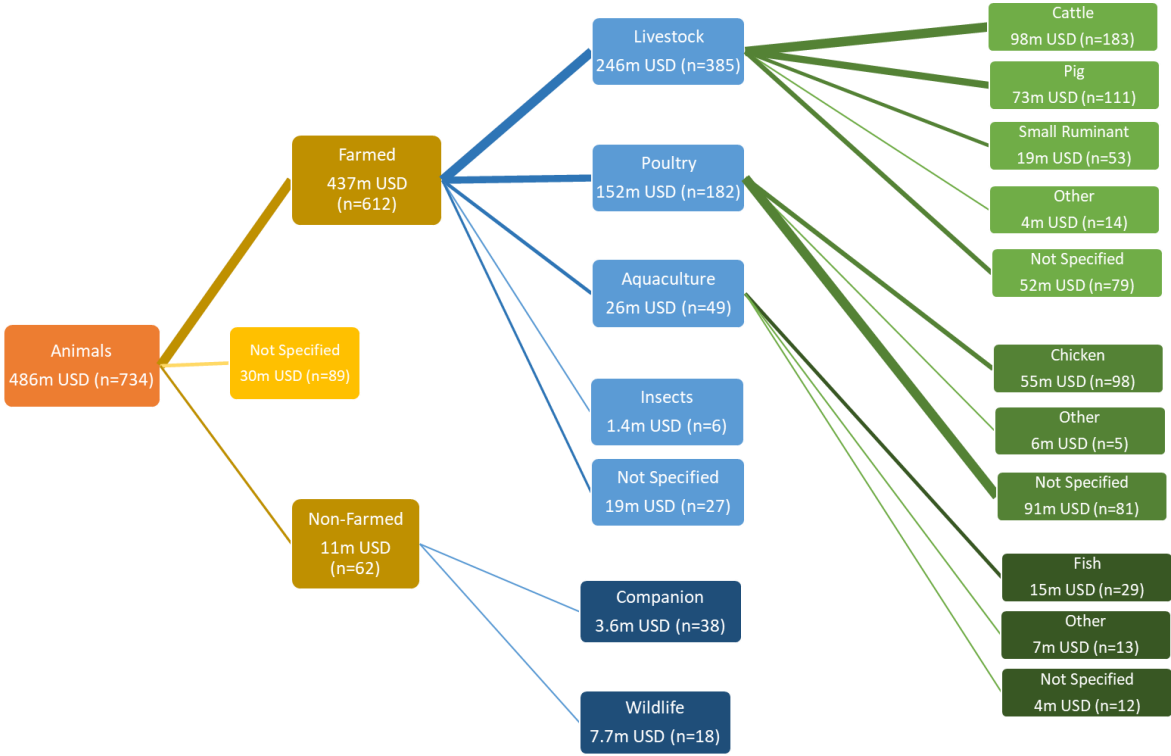 Animals
486m USD (n=734)
Farmed
437m USD
(n=612)
Not Specified
30m USD (n=89)
Non-Farmed
11m USD
(n=62)
Livestock
246m USD (n=385)
Poultry
152m USD (n=182)
Aquaculture
26m USD (n=49)
Insects
1.4m USD (n=6)
Not Specified
19m USD (n=27)
Companion
3.6m USD (n=38)
Wildlife
7.7m USD (n=18)
Cattle
98m USD (n=183)
Pig
73m USD (n=111)
Small Ruminant
19m USD (n=53)
Other
4m USD (n=14)
Not Specified
52m USD (n=79)
Chicken
55m USD (n=98)
Other
6m USD (n=5)
Not Specified
91m USD (n=81)
Fish
15m USD (n=29)
Other
7m USD (n=13)
Not Specified
4m USD (n=12)